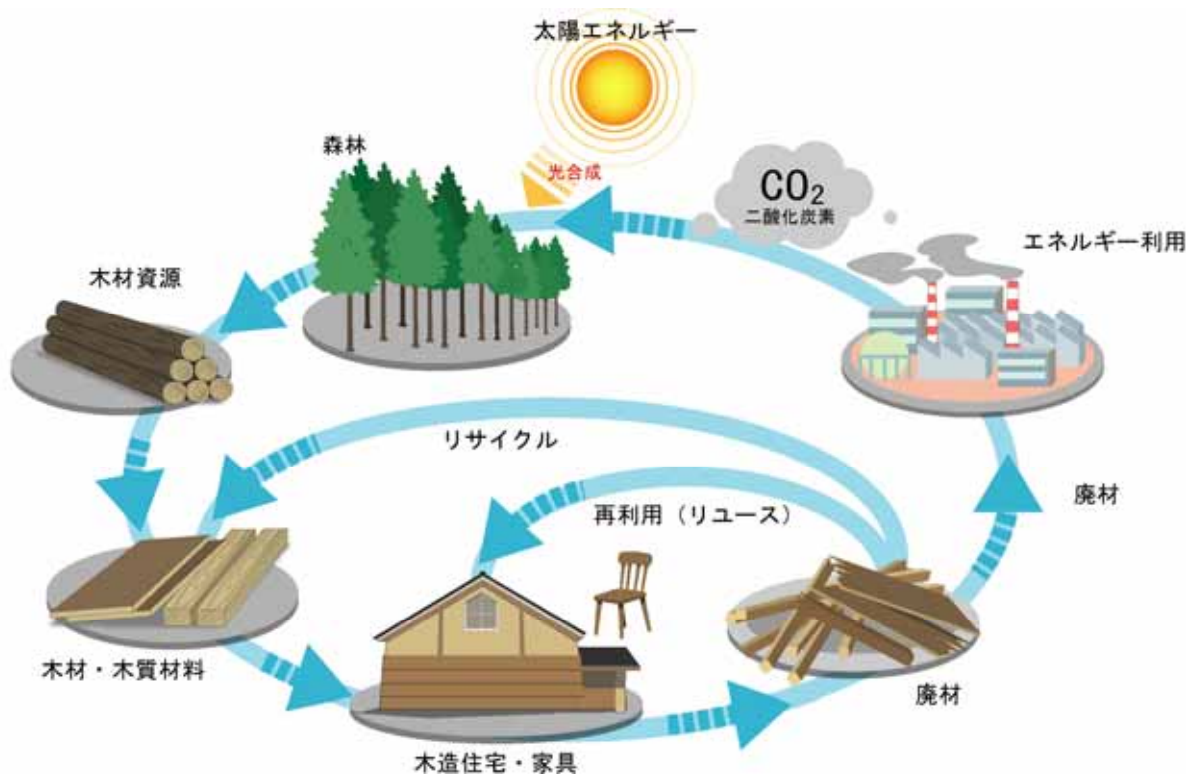 太陽エネルギー
森林
光合成
CO₂
二酸化炭素
エネルギー利用
木材資源
リサイクル
再利用（リユース）
廃材
木材・木質材料
廃材
木造住宅・家具